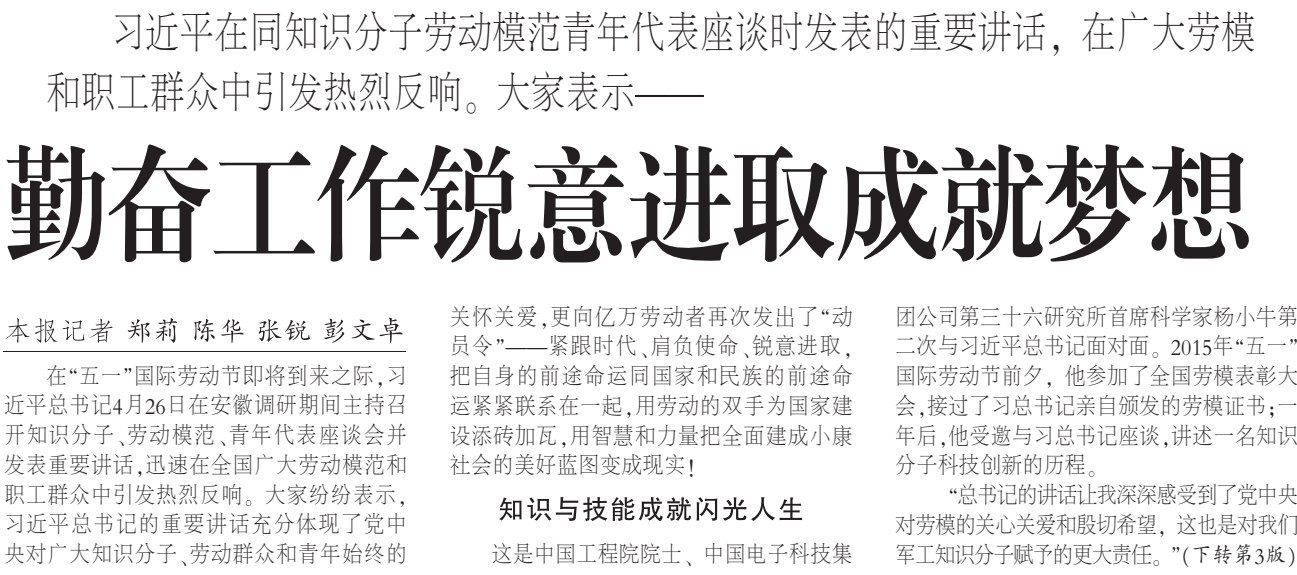 习近平在同知识分子劳动模范青年代表座谈时发表的重要讲话，在广大劳模
和职工群众中引发热烈反响。大家表示——
勤奋工作锐意进取成就梦想
本报记者 郑莉 陈华 张锐 彭文卓
在“五一”国际劳动节即将到来之际，习
近平总书记4月26日在安徽调研期间主持召
开知识分子、劳动模范、青年代表座谈会并
发表重要讲话，迅速在全国广大劳动模范和
职工群众中引发热烈反响。大家纷纷表示，
习近平总书记的重要讲话充分体现了党中
央对广大知识分子、劳动群众和青年始终的
关怀关爱，更向亿万劳动者再次发出了“动
员令”——紧跟时代、肩负使命、锐意进取，
把自身的前途命运同国家和民族的前途命
运紧紧联系在一起，用劳动的双手为国家建
设添砖加瓦，用智慧和力量把全面建成小康
社会的美好蓝图变成现实！
知识与技能成就闪光人生
这是中国工程院院士、中国电子科技集
团公司第三十六研究所首席科学家杨小牛第
二次与习近平总书记面对面。2015年“五一”
国际劳动节前夕，他参加了全国劳模表彰大
会，接过了习总书记亲自颁发的劳模证书；一
年后，他受邀与习总书记座谈，讲述一名知识
分子科技创新的历程。
“总书记的讲话让我深深感受到了党中央
对劳模的关心关爱和殷切希望，这也是对我们
军工知识分子赋予的更大责任。”（下转第3版）